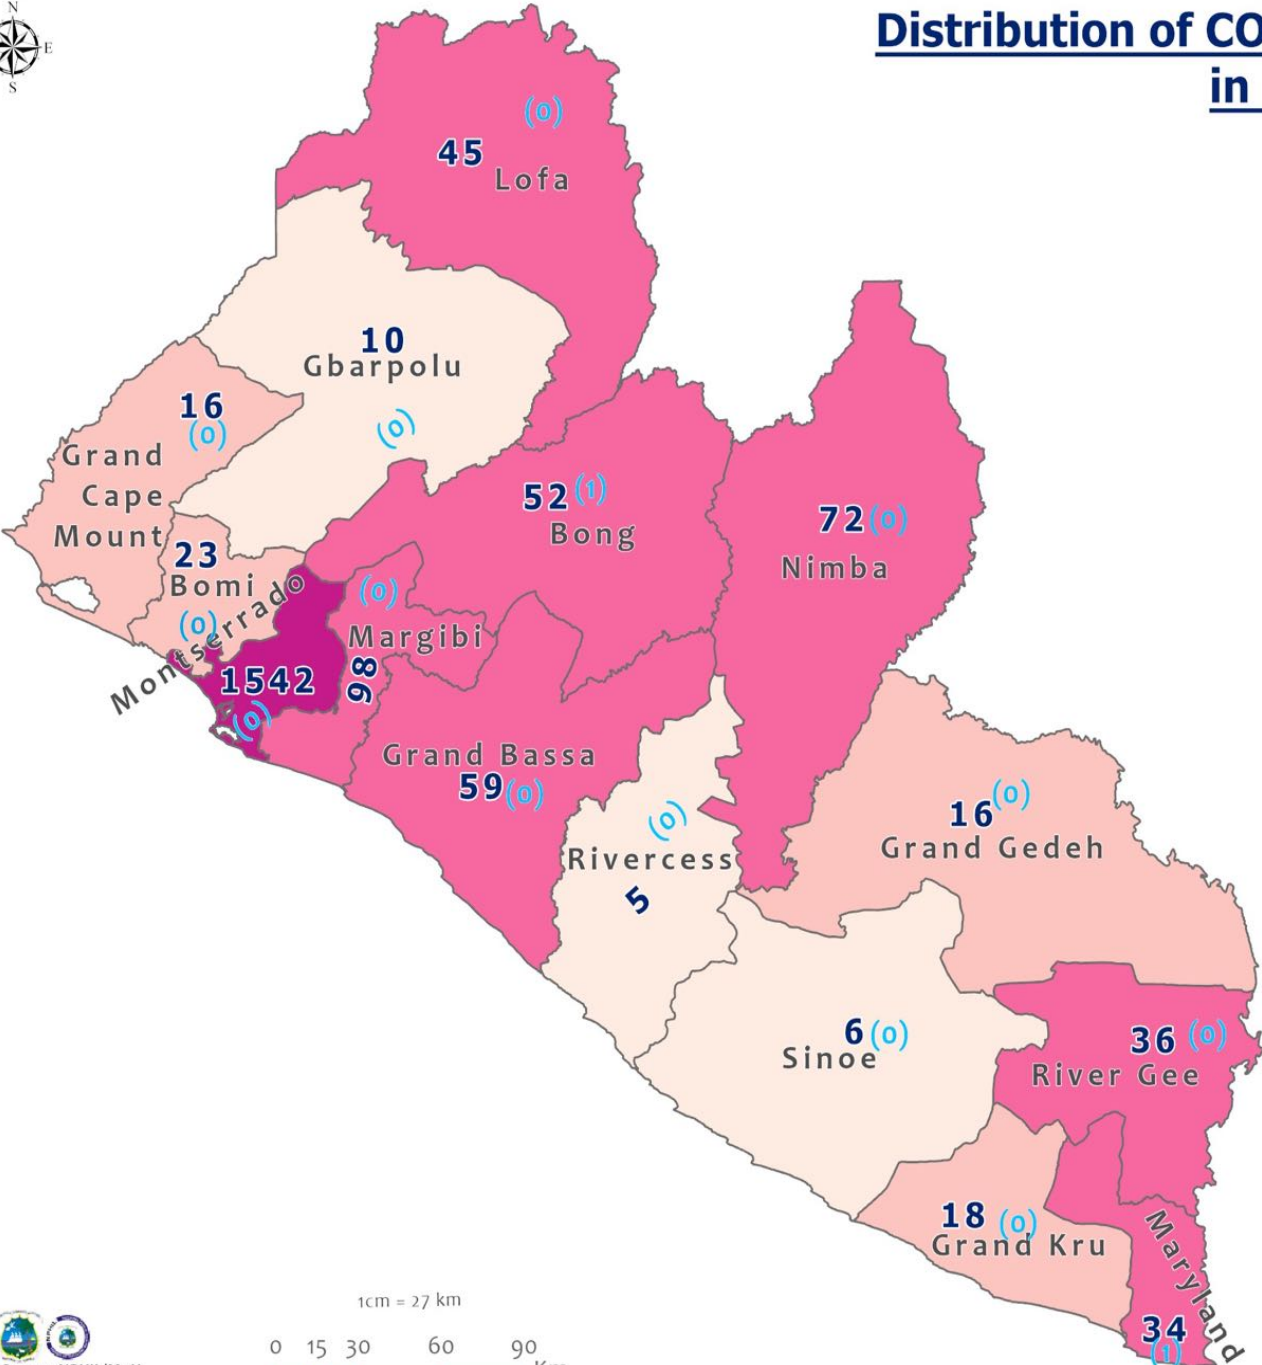 N
E
S
Distribution of CO
in
(0)
45
Lofa
10
Gbarpolu
(0)
16
(0)
Grand
Cape
Mount
52 (1)
Bong
72 (0)
Nimba
23
Bomi
(0)
Montserrado
1542
(0)
(0)
Margibi
98
Grand Bassa
59 (0)
(0)
Rivercess
5
16 (0)
Grand Gedeh
6 (0)
Sinoe
36 (0)
River Gee
18 (0)
Grand Kru
Maryland
34
(1)
1cm = 27 km
0 15 30 60 90
Km